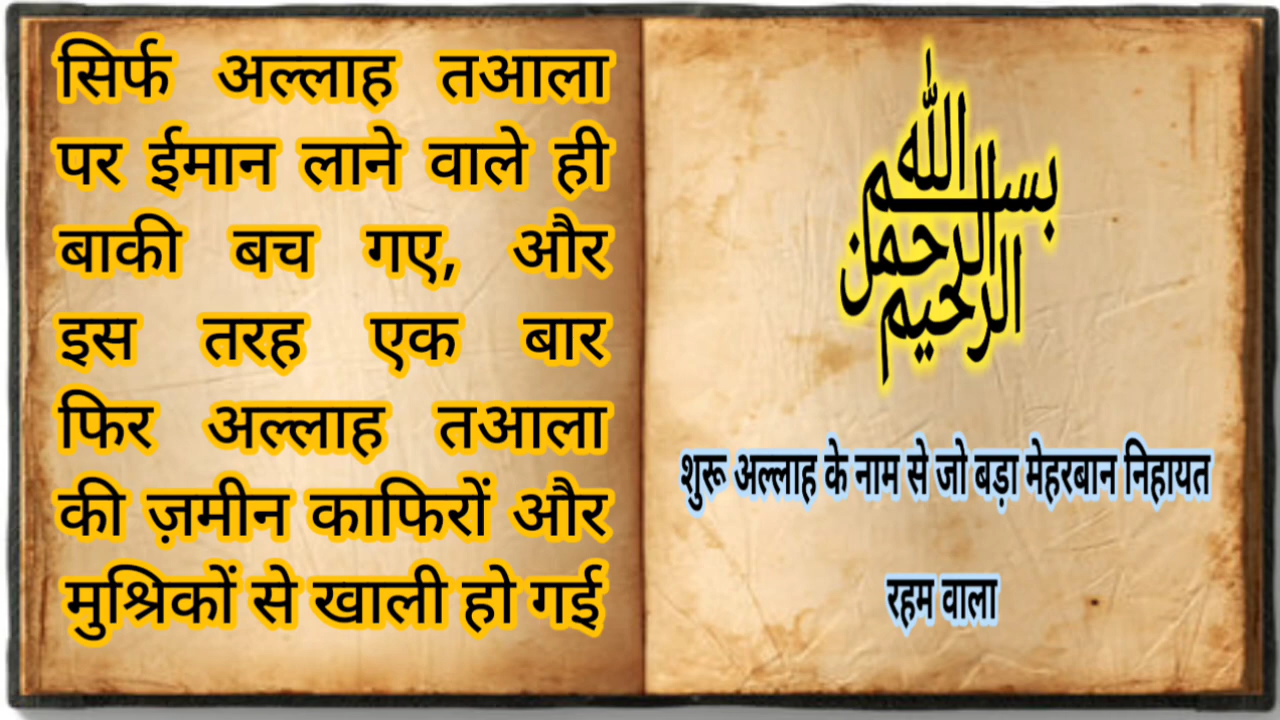 सिर्फ अल्लाह तआला
पर ईमान लाने वाले ही
बाकी बच गए, और
इस तरह एक बार
फिर अल्लाह तआला
की ज़मीन काफिरों और
मुश्रिकों से खाली हो गई
بسم الله
الرحمن
الرحيم
शुरू अल्लाह के नाम से जो बड़ा मेहरबान निहायत
रहम वाला